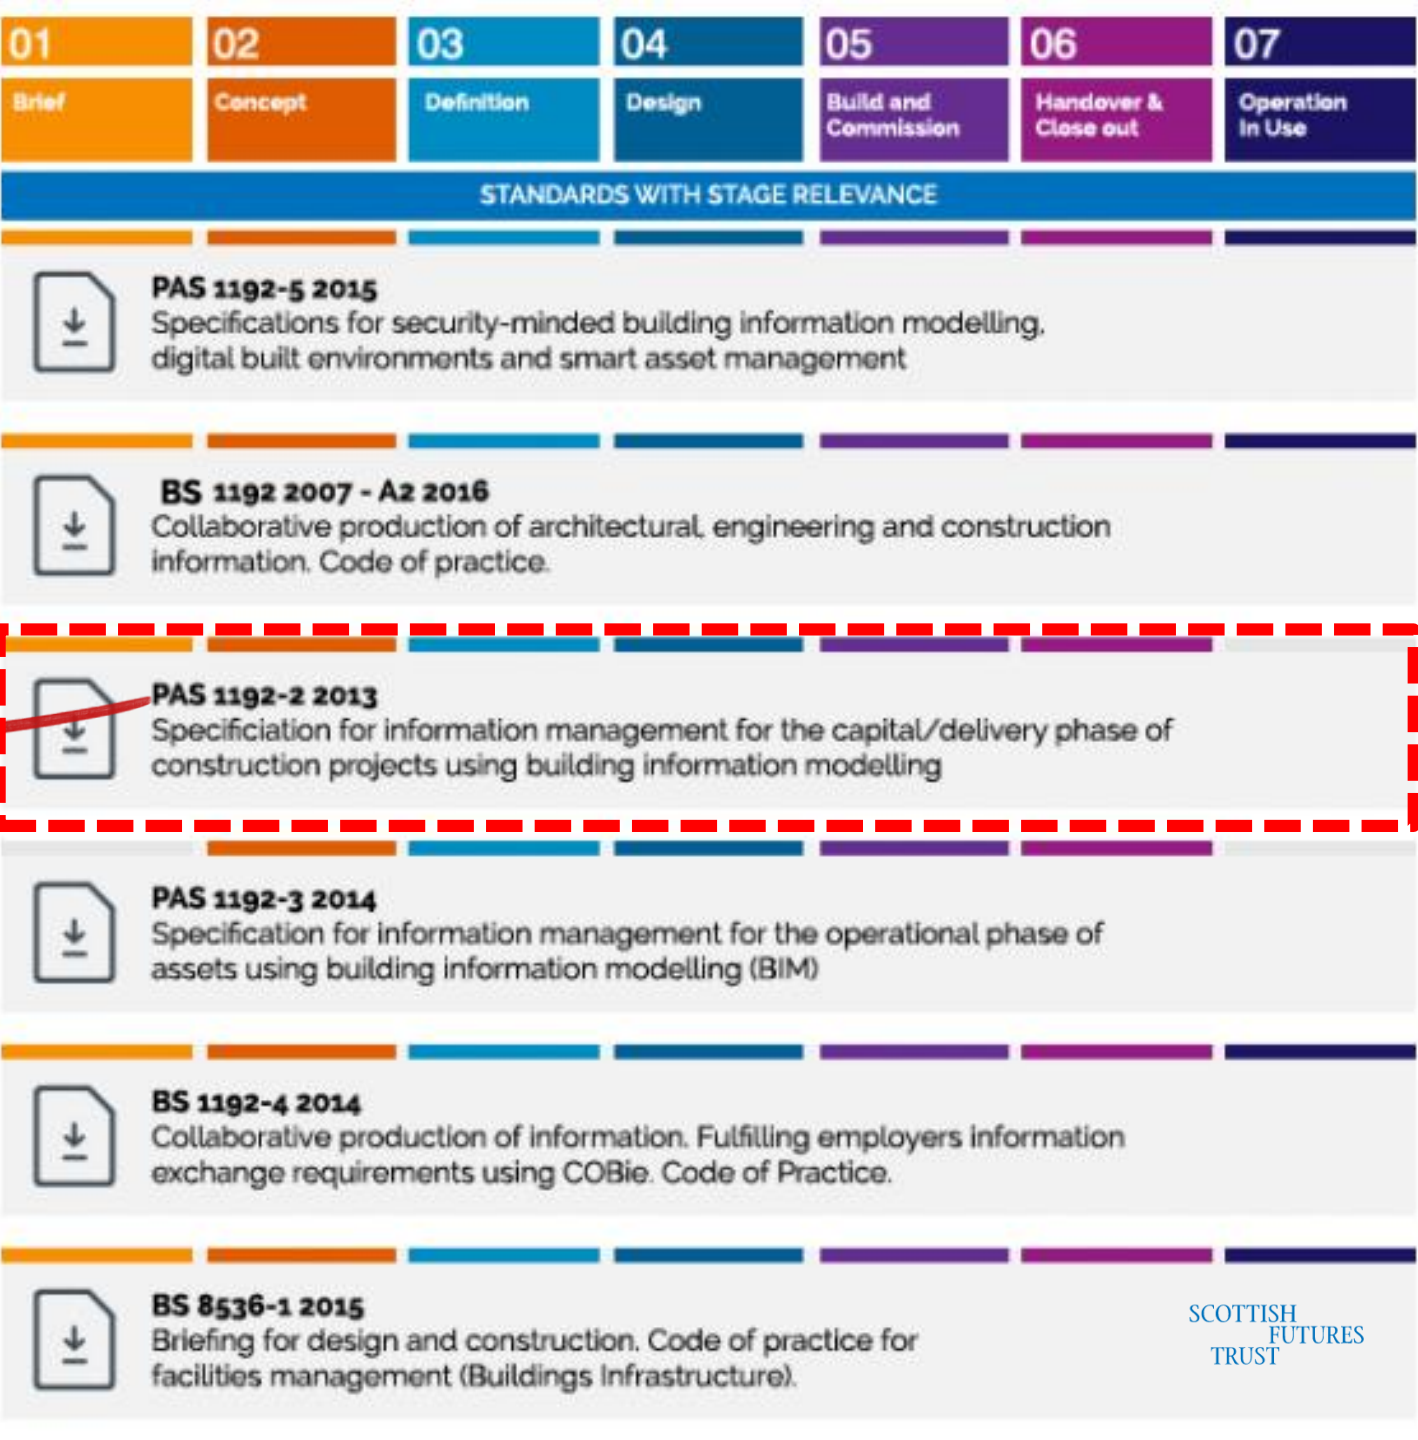 01 02 03 04 05 06 07
Brief Concept Definition Design Build and Commission Handover & Close out Operation In Use
STANDARDS WITH STAGE RELEVANCE
PAS 1192-5 2015
Specifications for security-minded building information modelling,
digital built environments and smart asset management
BS 1192 2007 - A2 2016
Collaborative production of architectural, engineering and construction
information. Code of practice.
PAS 1192-2 2013
Specificiation for information management for the capital/delivery phase of
construction projects using building information modelling
PAS 1192-3 2014
Specification for information management for the operational phase of
assets using building information modelling (BIM)
BS 1192-4 2014
Collaborative production of information. Fulfilling employers information
exchange requirements using COBie. Code of Practice.
BS 8536-1 2015
Briefing for design and construction. Code of practice for
facilities management (Buildings Infrastructure).
SCOTTISH
FUTURES
TRUST